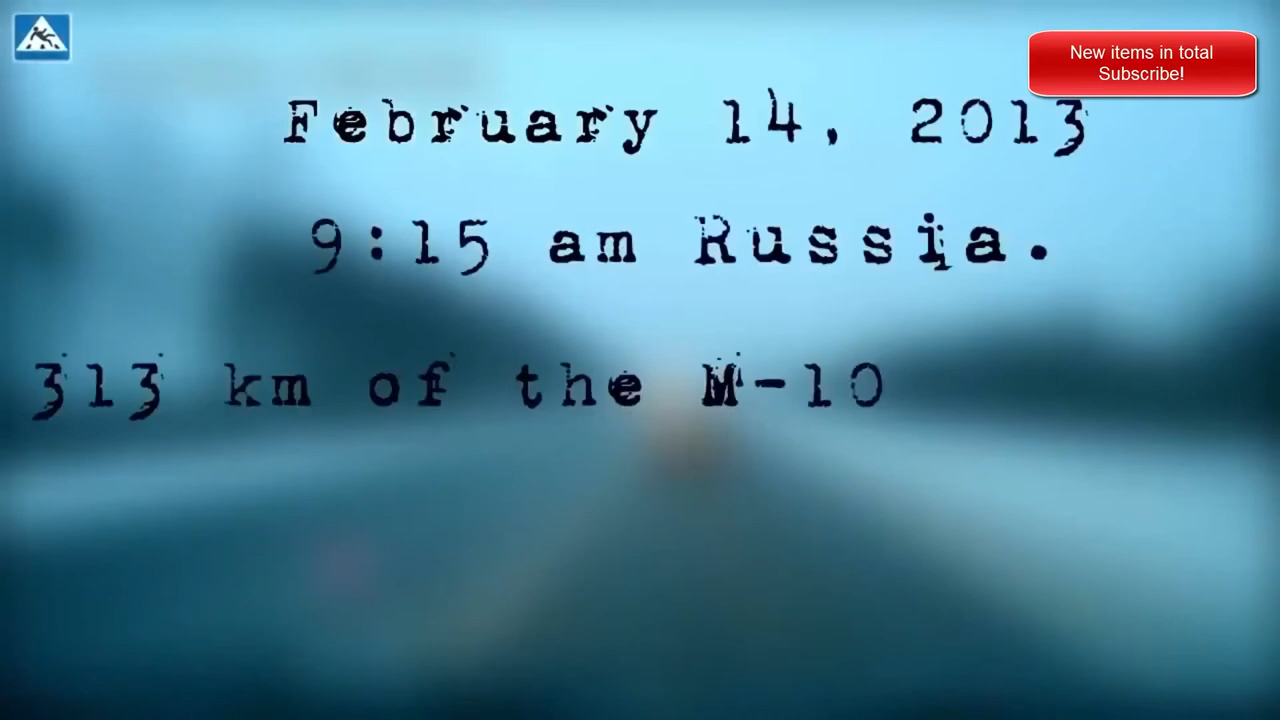 New items in total
Subscribe!
February 14, 2013
9:15 am Russia.
313 km of the M-10